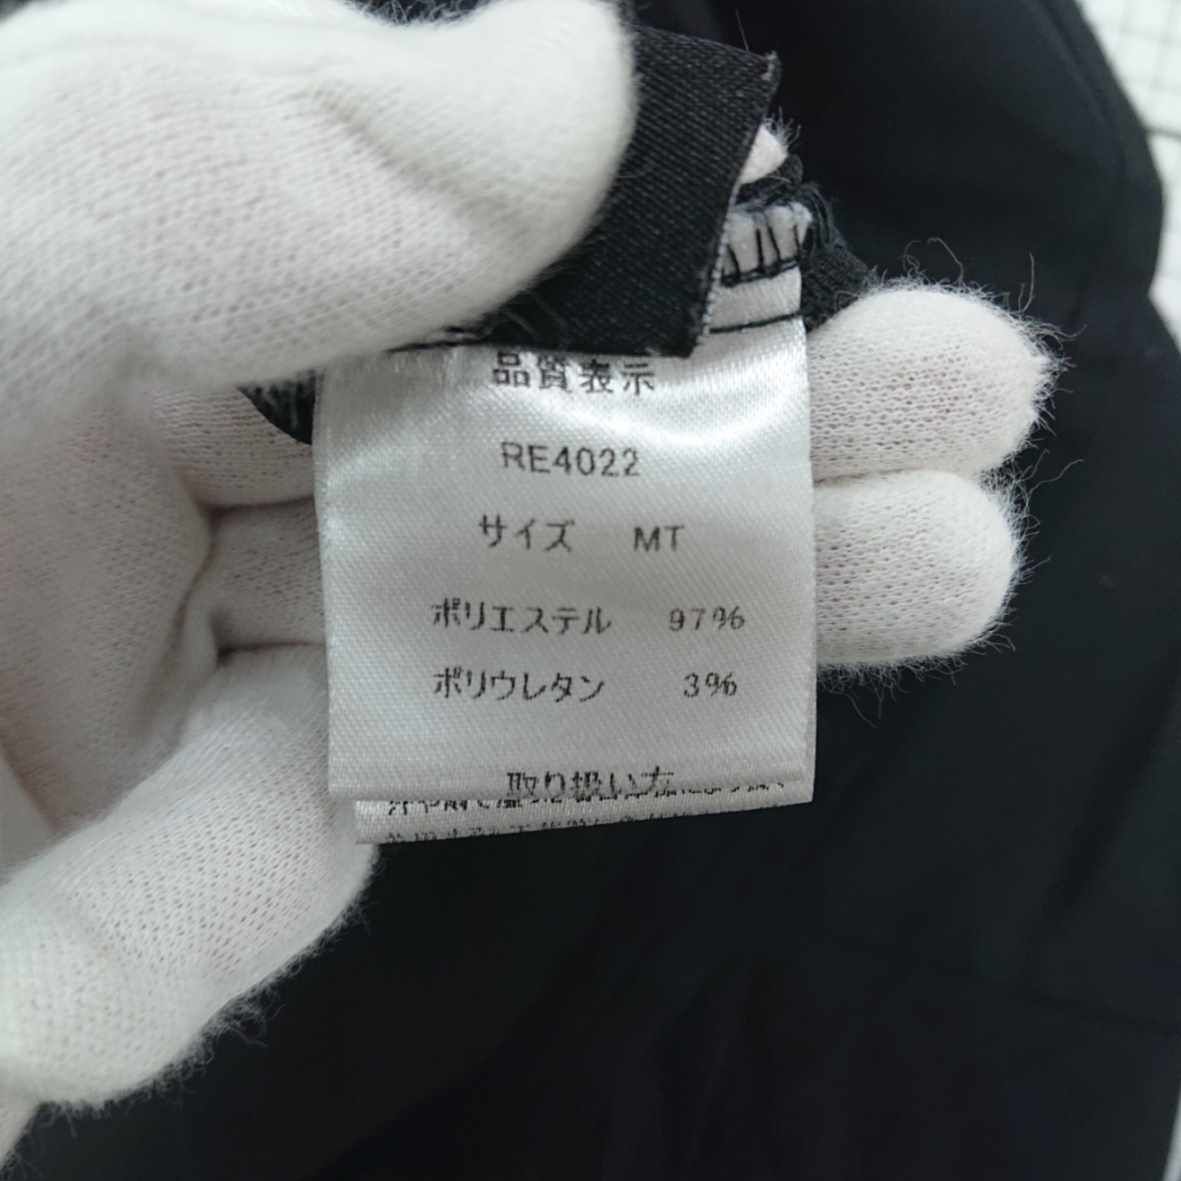 品質表示
RE4022
サイズ MT
ポリエステル 97%
ポリウレタン 3%
取り扱い方